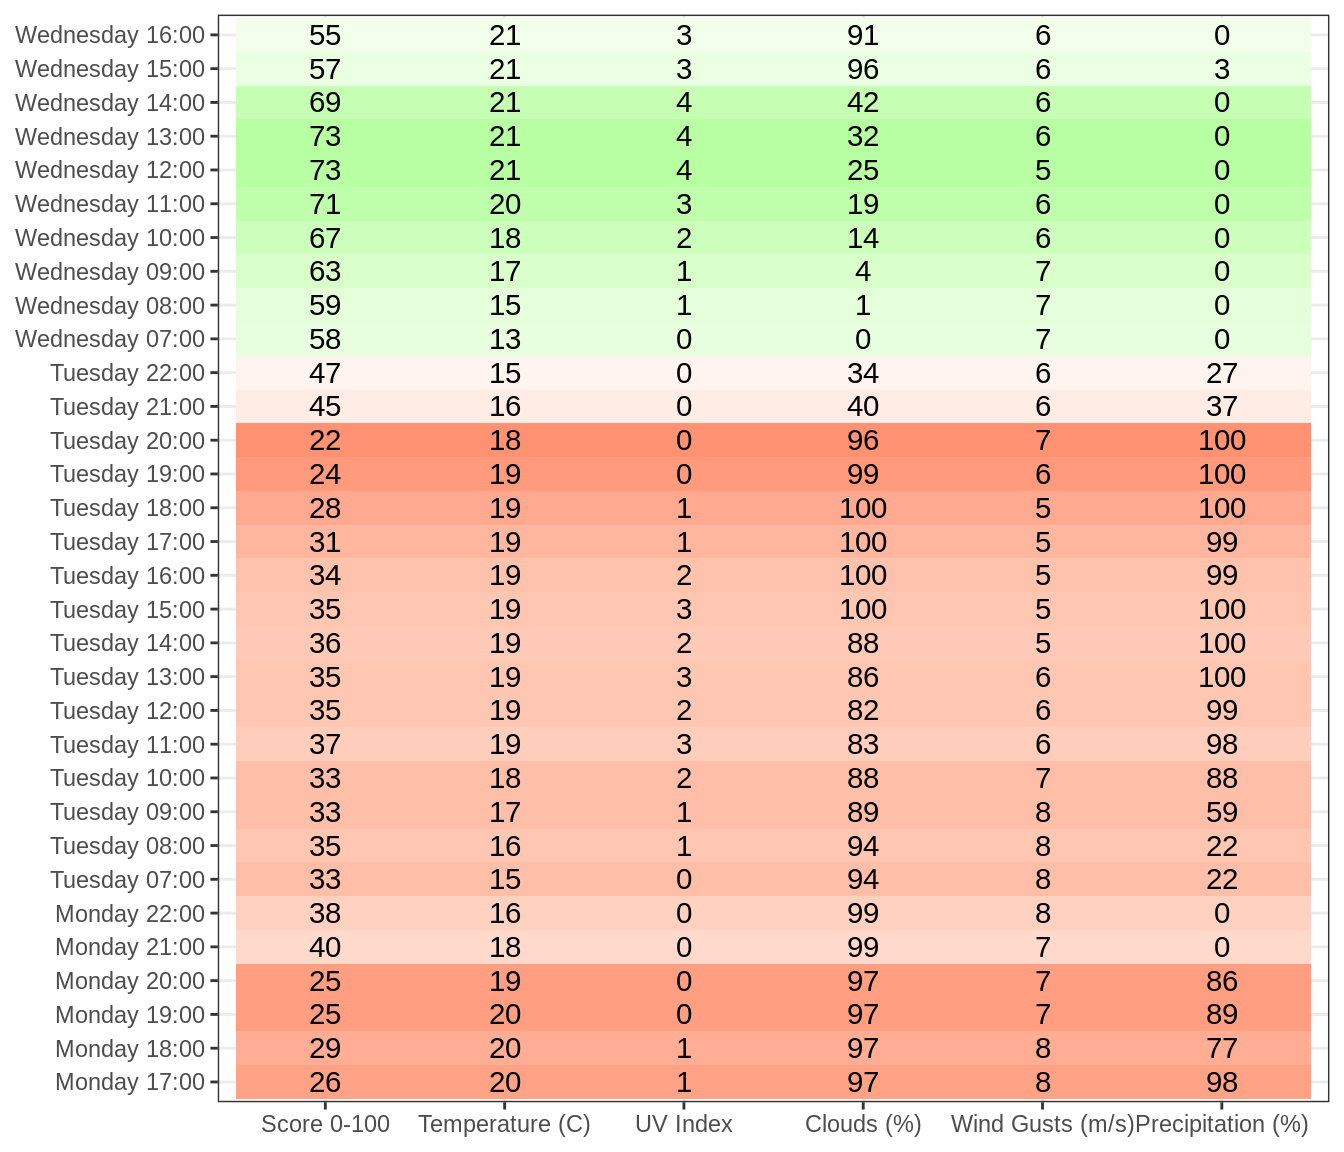 Wednesday 16:00 55 21 3 91 6 0
Wednesday 15:00 57 21 3 96 6 3
Wednesday 14:00 69 21 4 42 6 0
Wednesday 13:00 73 21 4 32 6 0
Wednesday 12:00 73 21 4 25 5 0
Wednesday 11:00 71 20 3 19 6 0
Wednesday 10:00 67 18 2 14 6 0
Wednesday 09:00 63 17 1 4 7 0
Wednesday 08:00 59 15 1 1 7 0
Wednesday 07:00 58 13 0 0 7 0
Tuesday 22:00 47 15 0 34 6 27
Tuesday 21:00 45 16 0 40 6 37
Tuesday 20:00 22 18 0 96 7 100
Tuesday 19:00 24 19 0 99 6 100
Tuesday 18:00 28 19 1 100 5 100
Tuesday 17:00 31 19 1 100 5 99
Tuesday 16:00 34 19 2 100 5 99
Tuesday 15:00 35 19 3 100 5 100
Tuesday 14:00 36 19 2 88 5 100
Tuesday 13:00 35 19 3 86 6 100
Tuesday 12:00 35 19 2 82 6 99
Tuesday 11:00 37 19 3 83 6 98
Tuesday 10:00 33 18 2 88 7 88
Tuesday 09:00 33 17 1 89 8 59
Tuesday 08:00 35 16 1 94 8 22
Tuesday 07:00 33 15 0 94 8 22
Monday 22:00 38 16 0 99 8 0
Monday 21:00 40 18 0 99 7 0
Monday 20:00 25 19 0 97 7 86
Monday 19:00 25 20 0 97 7 89
Monday 18:00 29 20 1 97 8 77
Monday 17:00 26 20 1 97 8 98
Score 0-100 Temperature (C) UV Index Clouds (%) Wind Gusts (m/s) Precipitation (%)